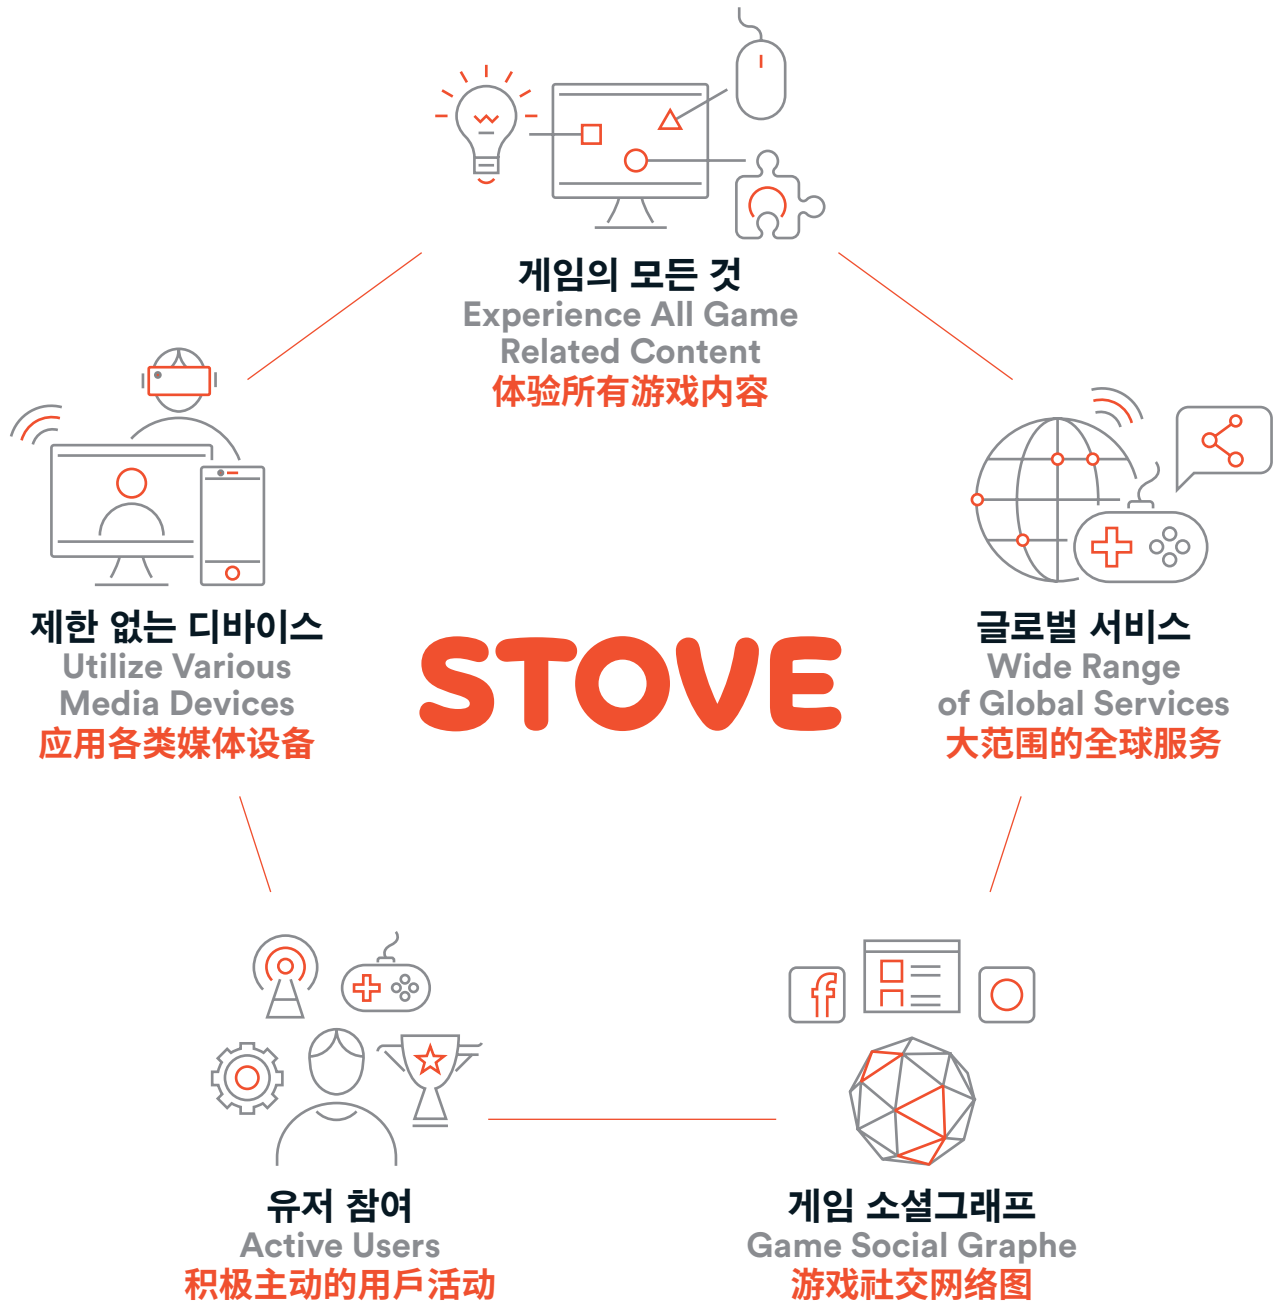 게임의 모든 것
Experience All Game
Related Content
体验所有游戏内容
제한 없는 디바이스
Utilize Various
Media Devices
应用各类媒体设备
STOVE
글로벌 서비스
Wide Range
of Global Services
大范围的全球服务
유저 참여
Active Users
积极主动的用戶活动
게임 소셜그래프
Game Social Graphe
游戏社交网络图